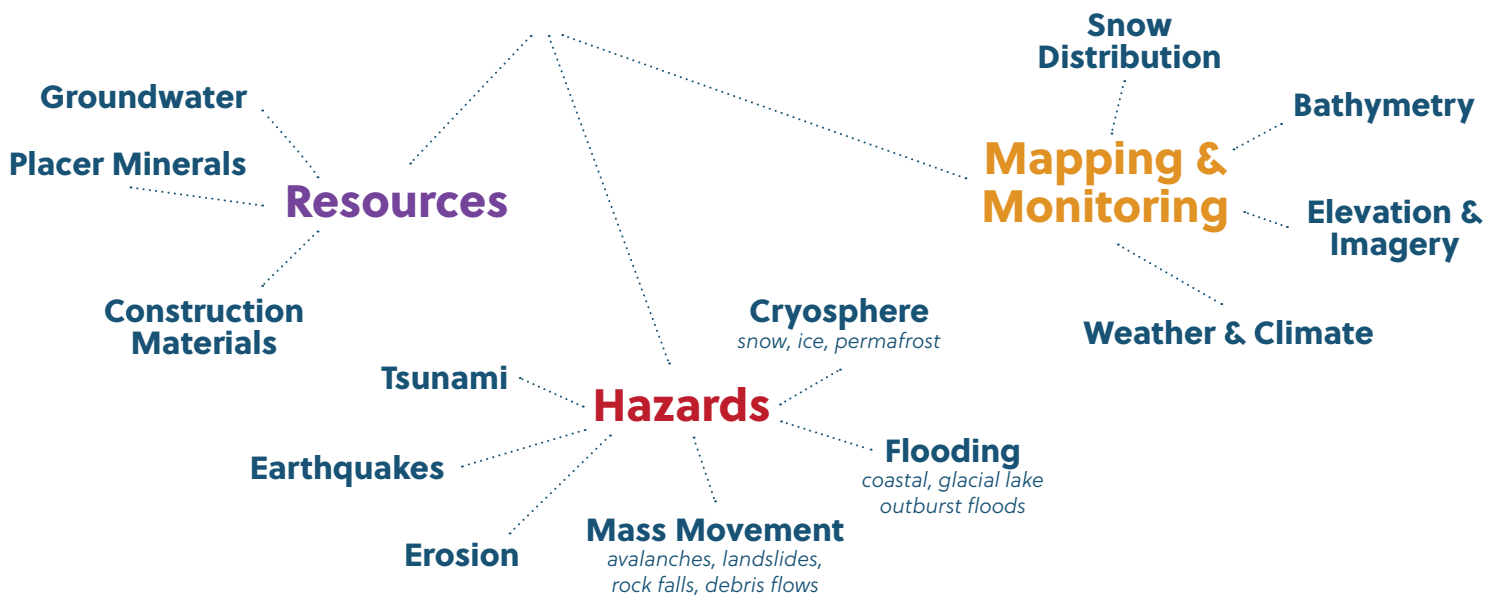 Groundwater
Placer Minerals
Resources
Construction
Materials
Snow
Distribution
Bathymetry
Mapping &
Monitoring
Elevation &
Imagery
Weather & Climate
Cryosphere
snow, ice, permafrost
Tsunami
Hazards
Earthquakes
Flooding
coastal, glacial lake
outburst floods
Erosion
Mass Movement
avalanches, landslides,
rock falls, debris flows